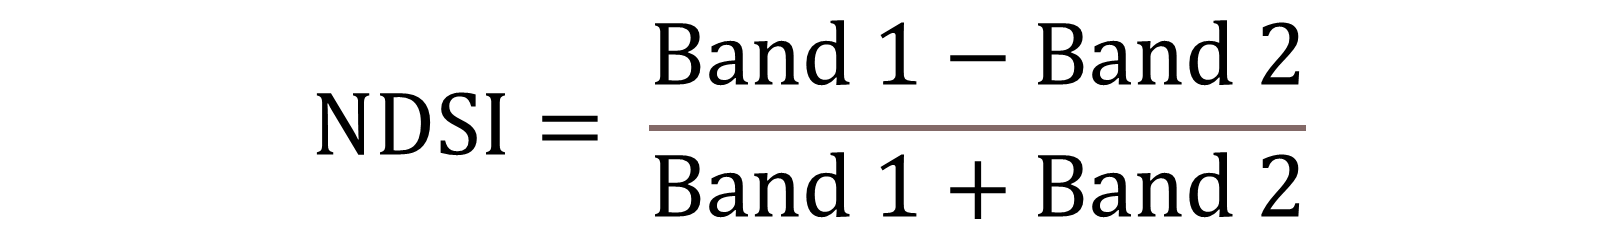 Band 1 − Band 2
NDSI =
Band 1 + Band 2